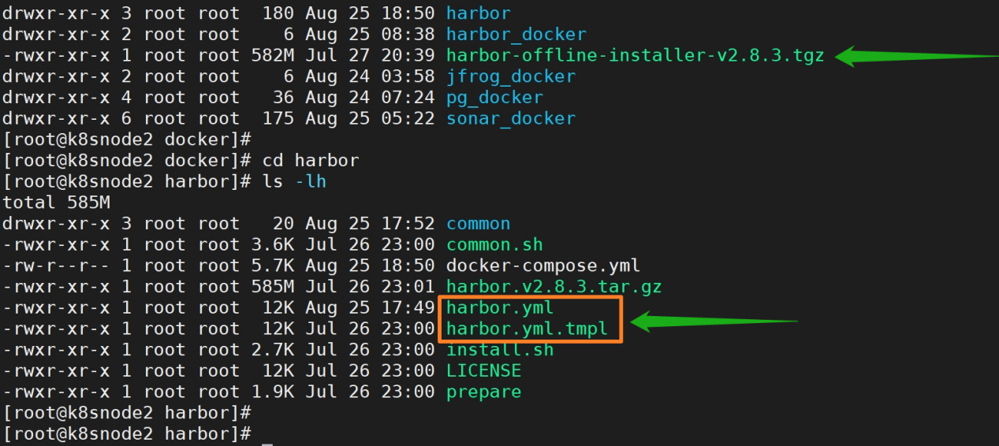 drwxr-xr-x 3 root root  180 Aug 25 18:50 harbor
drwxr-xr-x 2 root root    6 Aug 25 08:38 harbor_docker
-rwxr-xr-x 1 root root 582M Jul 27 20:39 harbor-offline-installer-v2.8.3.tgz
drwxr-xr-x 2 root root    6 Aug 24 03:58 jfrog_docker
drwxr-xr-x 4 root root   36 Aug 24 07:24 pg_docker
drwxr-xr-x 6 root root  175 Aug 25 05:22 sonar_docker
[root@k8snode2 docker]#
[root@k8snode2 docker]# cd harbor
[root@k8snode2 harbor]# ls -lh
total 585M
drwxr-xr-x 3 root root   20 Aug 25 17:52 common
-rwxr-xr-x 1 root root 3.6K Jul 26 23:00 common.sh
-rw-r--r-- 1 root root 5.7K Aug 25 18:50 docker-compose.yml
-rwxr-xr-x 1 root root 585M Jul 26 23:01 harbor.v2.8.3.tar.gz
-rwxr-xr-x 1 root root  12K Aug 25 17:49 harbor.yml
-rwxr-xr-x 1 root root  12K Jul 26 23:00 harbor.yml.tmpl
-rwxr-xr-x 1 root root 2.7K Jul 26 23:00 install.sh
-rwxr-xr-x 1 root root  12K Jul 26 23:00 LICENSE
-rwxr-xr-x 1 root root 1.9K Jul 26 23:00 prepare
[root@k8snode2 harbor]#
[root@k8snode2 harbor]#